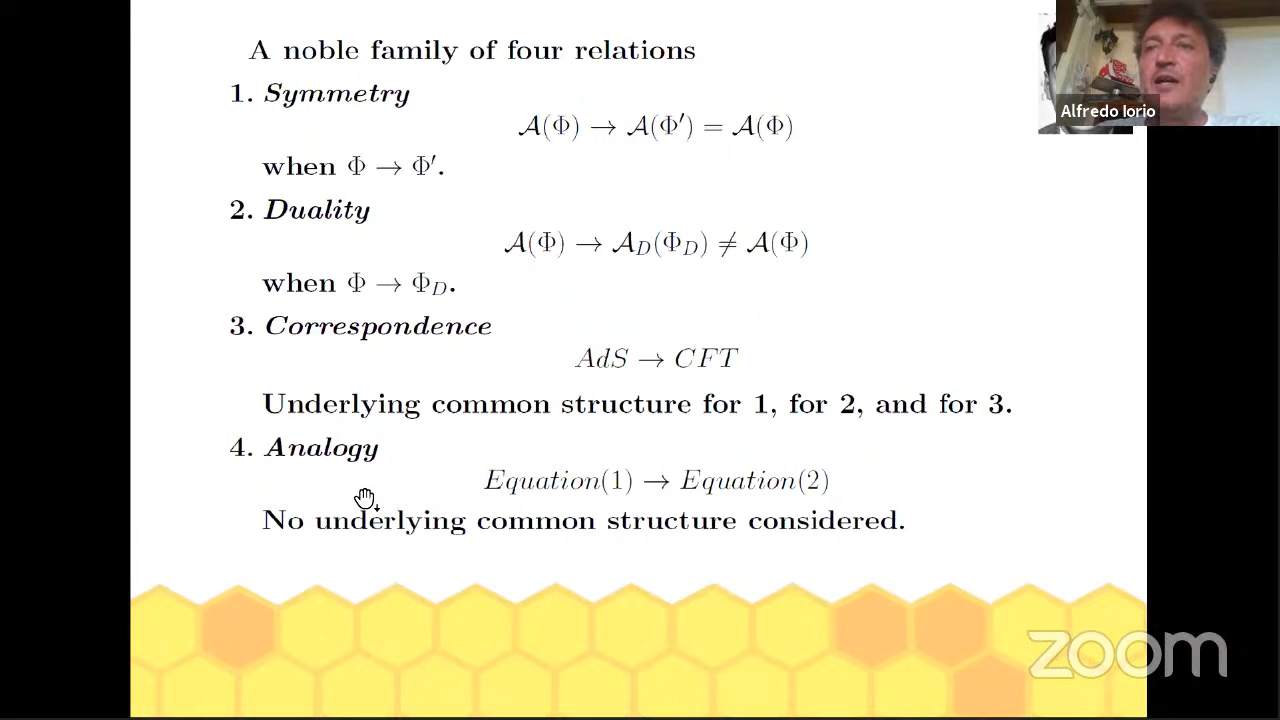 A noble family of four relations
1. Symmetry
𝒜(Φ) → 𝒜(Φ′) = 𝒜(Φ)
when Φ → Φ′.
2. Duality
𝒜(Φ) → 𝒜_D(Φ_D) ≠ 𝒜(Φ)
when Φ → Φ_D.
3. Correspondence
AdS → CFT
Underlying common structure for 1, for 2, and for 3.
4. Analogy
Equation(1) → Equation(2)
No underlying common structure considered.
Alfredo Iorio
zoom